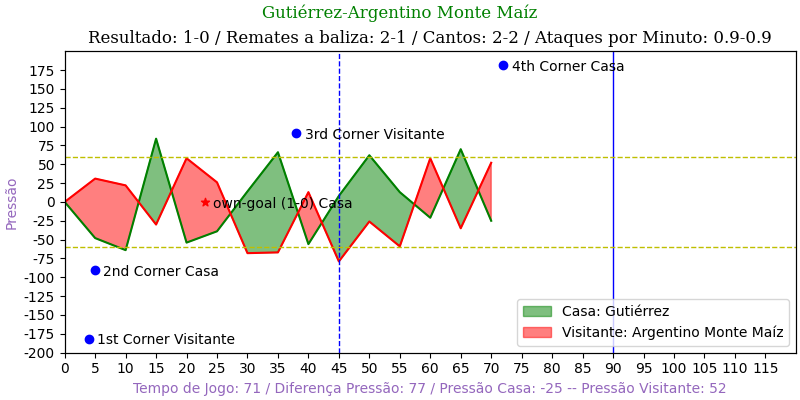 Gutiérrez-Argentino Monte Maíz
Resultado: 1-0 / Remates a baliza: 2-1 / Cantos: 2-2 / Ataques por Minuto: 0.9-0.9
Pressão
175
150
125
100
75
50
25
0
-25
-50
-75
-100
-125
-150
-175
-200
4th Corner Casa
3rd Corner Visitante
own-goal (1-0) Casa
2nd Corner Casa
1st Corner Visitante
Casa: Gutiérrez
Visitante: Argentino Monte Maíz
0 5 10 15 20 25 30 35 40 45 50 55 60 65 70 75 80 85 90 95 100 105 110 115
Tempo de Jogo: 71 / Diferença Pressão: 77 / Pressão Casa: -25 -- Pressão Visitante: 52